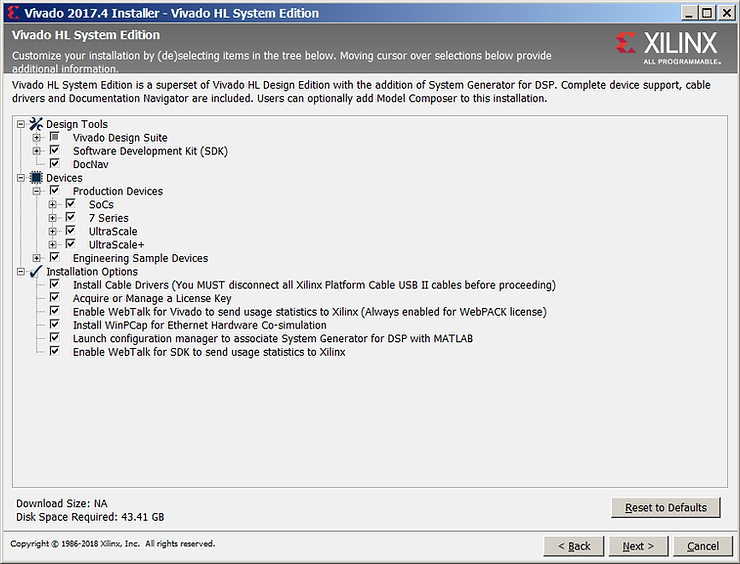 Vivado 2017.4 Installer - Vivado HL System Edition
Vivado HL System Edition
Customize your installation by (de)selecting items in the tree below. Moving cursor over selections below provide
additional information.
XILINX
ALL PROGRAMMABLE™
Vivado HL System Edition is a superset of Vivado HL Design Edition with the addition of System Generator for DSP. Complete device support, cable
drivers and Documentation Navigator are included. Users can optionally add Model Composer to this installation.
Design Tools
Vivado Design Suite
Software Development Kit (SDK)
DocNav
Devices
Production Devices
SoCs
7 Series
UltraScale
UltraScale+
Engineering Sample Devices
Installation Options
Install Cable Drivers (You MUST disconnect all Xilinx Platform Cable USB II cables before proceeding)
Acquire or Manage a License Key
Enable WebTalk for Vivado to send usage statistics to Xilinx (Always enabled for WebPACK license)
Install WinPCap for Ethernet Hardware Co-simulation
Launch configuration manager to associate System Generator for DSP with MATLAB
Enable WebTalk for SDK to send usage statistics to Xilinx
Download Size: NA
Disk Space Required: 43.41 GB
Reset to Defaults
Copyright © 1986-2018 Xilinx, Inc. All rights reserved.
< Back
Next >
Cancel